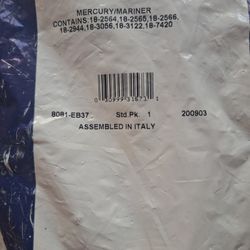 MERCURY/MARINER
CONTAINS:18-2564,18-2565,18-2566,
18-2944,18-3056,18-3122,18-7420
8081-EB37 Std.Pk. 1 200903
ASSEMBLED IN ITALY